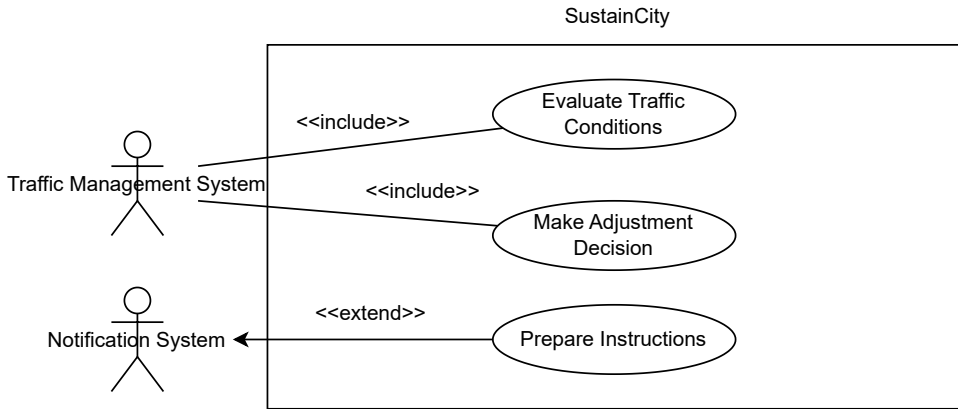 SustainCity
<<include>>
Evaluate Traffic
Conditions
Traffic Management System
<<include>>
Make Adjustment
Decision
<<extend>>
Notification System
Prepare Instructions